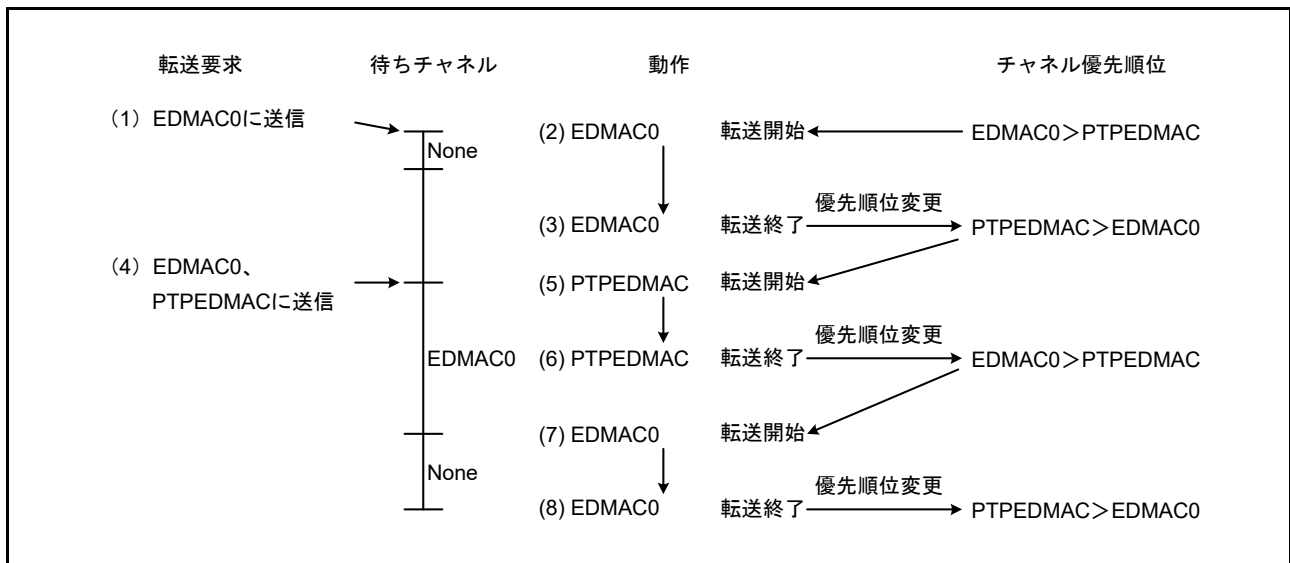 転送要求 待ちチャネル 動作 チャネル優先順位
(1) EDMAC0に送信
None
(2) EDMAC0 転送開始 EDMAC0＞PTPEDMAC
優先順位変更
(3) EDMAC0 転送終了 PTPEDMAC＞EDMAC0
(4) EDMAC0、
PTPEDMACに送信
(5) PTPEDMAC 転送開始
優先順位変更
EDMAC0 (6) PTPEDMAC 転送終了 EDMAC0＞PTPEDMAC
(7) EDMAC0 転送開始
None
優先順位変更
(8) EDMAC0 転送終了 PTPEDMAC＞EDMAC0